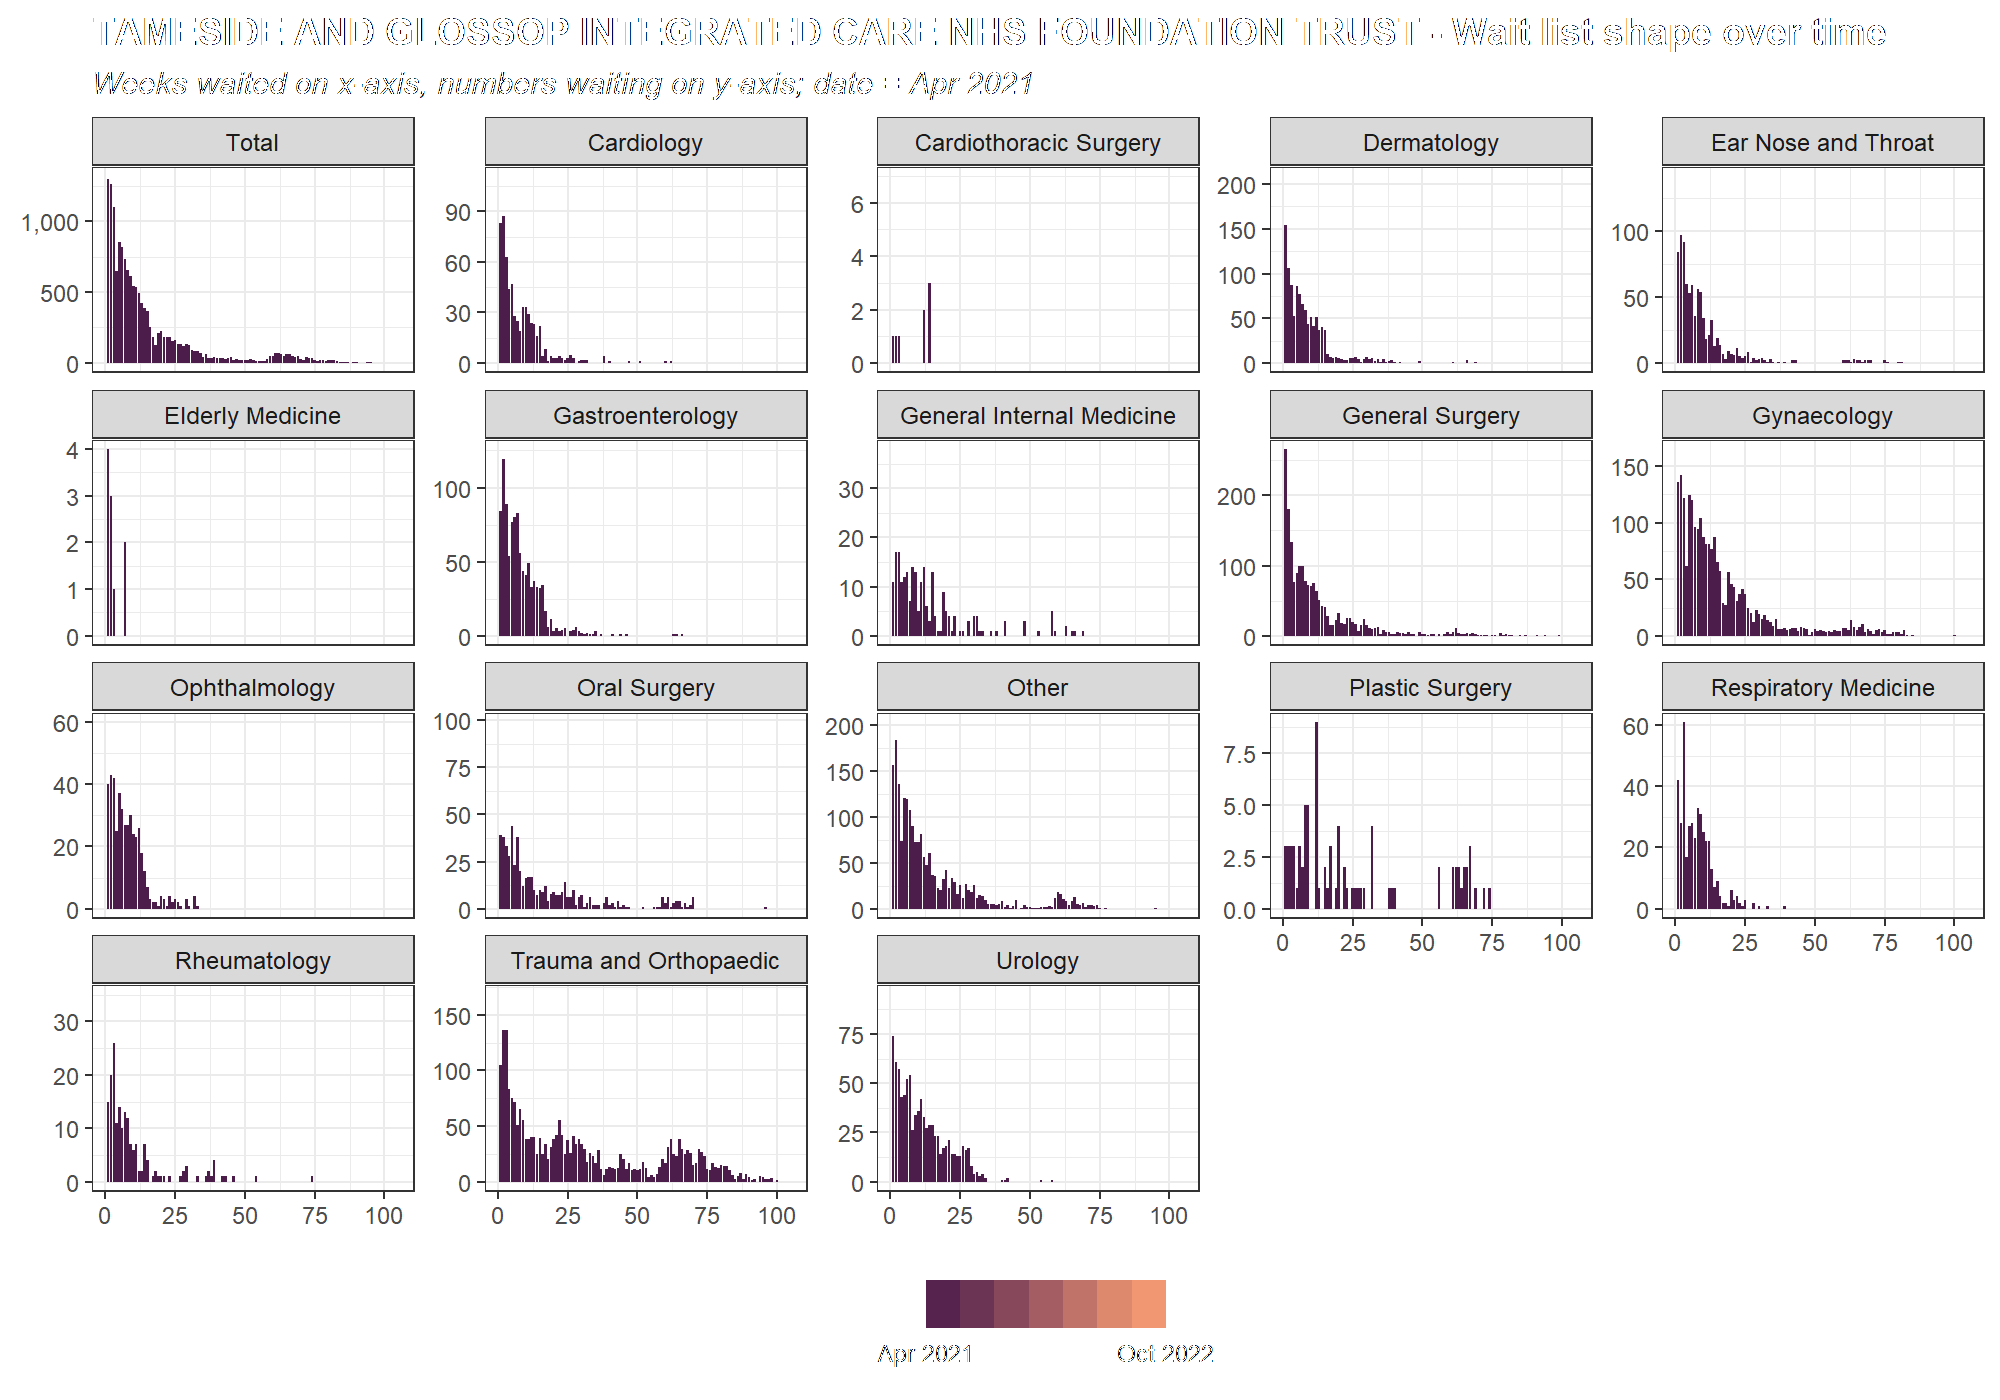 TAMESIDE AND GLOSSOP INTEGRATED CARE NHS FOUNDATION TRUST - Wait list shape over time
Weeks waited on x-axis, numbers waiting on y-axis; date = Apr 2021
Total
Cardiology
Cardiothoracic Surgery
Dermatology
Ear Nose and Throat
1,000
500
0
90
60
30
0
6
4
2
0
200
150
100
50
0
100
50
0
Elderly Medicine
Gastroenterology
General Internal Medicine
General Surgery
Gynaecology
4
3
2
1
0
100
50
0
30
20
10
0
200
100
0
150
100
50
0
Ophthalmology
Oral Surgery
Other
Plastic Surgery
Respiratory Medicine
60
40
20
0
100
75
50
25
0
200
150
100
50
0
7.5
5.0
2.5
0.0
60
40
20
0
0 25 50 75 100
0 25 50 75 100
Rheumatology
Trauma and Orthopaedic
Urology
30
20
10
0
150
100
50
0
75
50
25
0
0 25 50 75 100
0 25 50 75 100
0 25 50 75 100
Apr 2021
Oct 2022